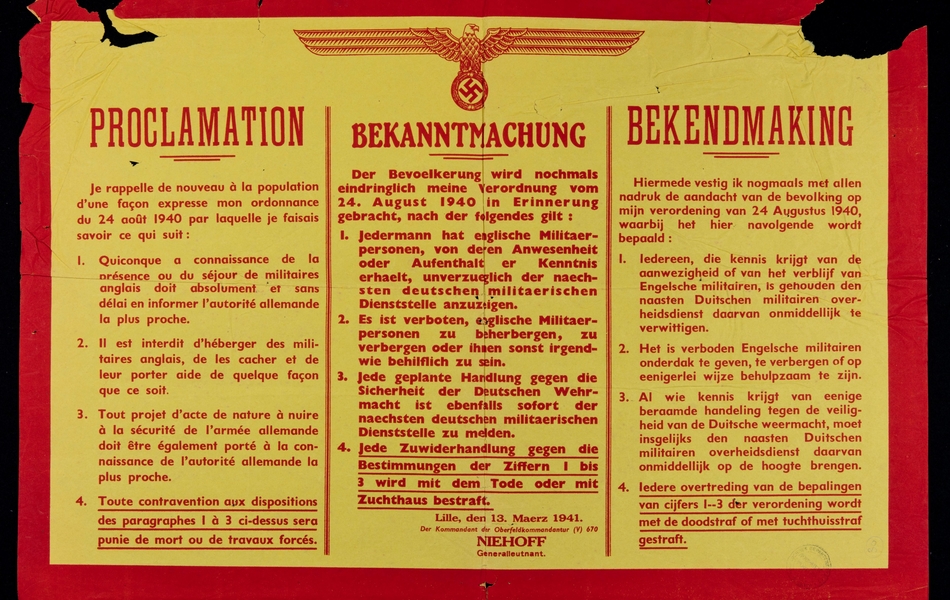 PROCLAMATION
Je rappelle de nouveau à la population
d'une façon expresse mon ordonnance
du 24 août 1940 par laquelle je faisais
savoir ce qui suit :
1. Quiconque a connaissance de la
présence ou du séjour de militaires
anglais doit absolument et sans
délai en informer l'autorité allemande
la plus proche.
2. Il est interdit d'héberger des mili-
taires anglais, de les cacher et de
leur porter aide de quelque façon
que ce soit.
3. Tout projet d'acte de nature à nuire
à la sécurité de l'armée allemande
doit être également porté à la con-
naissance de l'autorité allemande la
plus proche.
4. Toute contravention aux dispositions
des paragraphes 1 à 3 ci-dessus sera
punie de mort ou de travaux forcés.
BEKANNTMACHUNG
Der Bevoelkerung wird nochmals
eindringlich meine Verordnung vom
24. August 1940 in Erinnerung
gebracht, nach der folgendes gilt :
1. Jedermann hat englische Militaer-
personen, von deren Anwesenheit
oder Aufenthalt er Kenntnis
erhaelt, unverzueglich der naech-
sten deutschen militaerischen
Dienststelle anzuzeigen.
2. Es ist verboten, englische Militaer-
personen zu beherbergen, zu
verbergen oder ihnen sonst irgend-
wie behilflich zu sein.
3. Jede geplante Handlung gegen die
Sicherheit der Deutschen Wehr-
macht ist ebenfalls sofort der
naechsten deutschen militaerischen
Dienststelle zu melden.
4. Jede Zuwiderhandlung gegen die
Bestimmungen der Ziffern 1 bis
3 wird mit dem Tode oder mit
Zuchthaus bestraft.
Lille, den 13. Maerz 1941.
Der Kommandant der Oberfeldkommandantur (V) 670
NIEHOFF
Generalleutnant.
BEKENDMAKING
Hiermede vestig ik nogmaals met allen
nadruk de aandacht van de bevolking op
mijn verordening van 24 Augustus 1940,
waarbij het hier navolgende wordt
bepaald :
1. Iedereen, die kennis krijgt van de
aanwezigheid of van het verblijf van
Engelsche militairen, is gehouden den
naasten Duitschen militairen over-
heidsdienst daarvan onmiddellijk te
verwittigen.
2. Het is verboden Engelsche militairen
onderdak te geven, te verbergen of op
eenigerlei wijze behulpzaam te zijn.
3. Al wie kennis krijgt van eenige
beraamde handeling tegen de veilig-
heid van de Duitsche weermacht, moet
insgelijks den naasten Duitschen
militairen overheidsdienst daarvan
onmiddellijk op de hoogte brengen.
4. Iedere overtreding van de bepalingen
van cijfers 1--3 der verordening wordt
met de doodstraf of met tuchthuisstraf
gestraft.